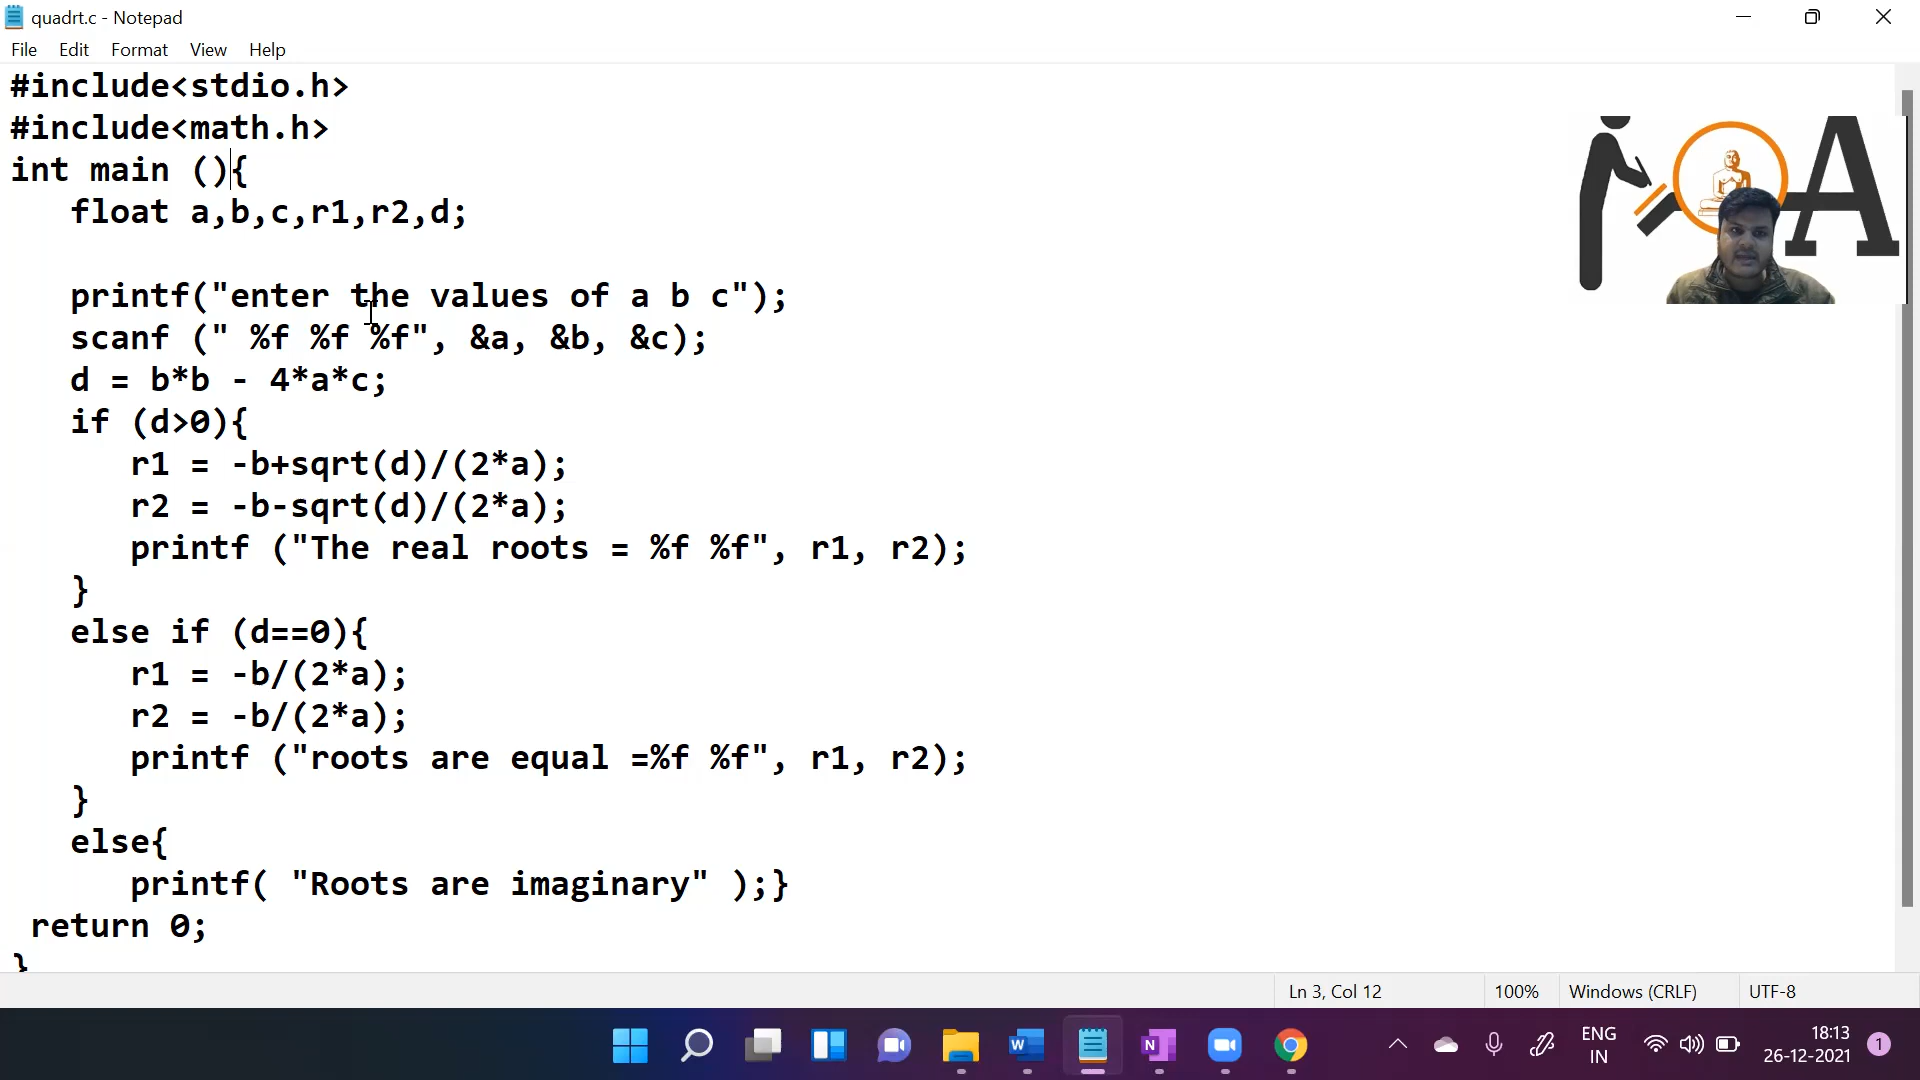 quadrt.c - Notepad
File Edit Format View Help
#include<stdio.h>
#include<math.h>
int main (){
float a,b,c,r1,r2,d;
printf("enter the values of a b c");
scanf (" %f %f %f", &a, &b, &c);
d = b*b - 4*a*c;
if (d>0){
r1 = -b+sqrt(d)/(2*a);
r2 = -b-sqrt(d)/(2*a);
printf ("The real roots = %f %f", r1, r2);
}
else if (d==0){
r1 = -b/(2*a);
r2 = -b/(2*a);
printf ("roots are equal =%f %f", r1, r2);
}
else{
printf( "Roots are imaginary" );}
return 0;
}
A
Ln 3, Col 12 100% Windows (CRLF) UTF-8
W N ENG 18:13
IN 26-12-2021 1